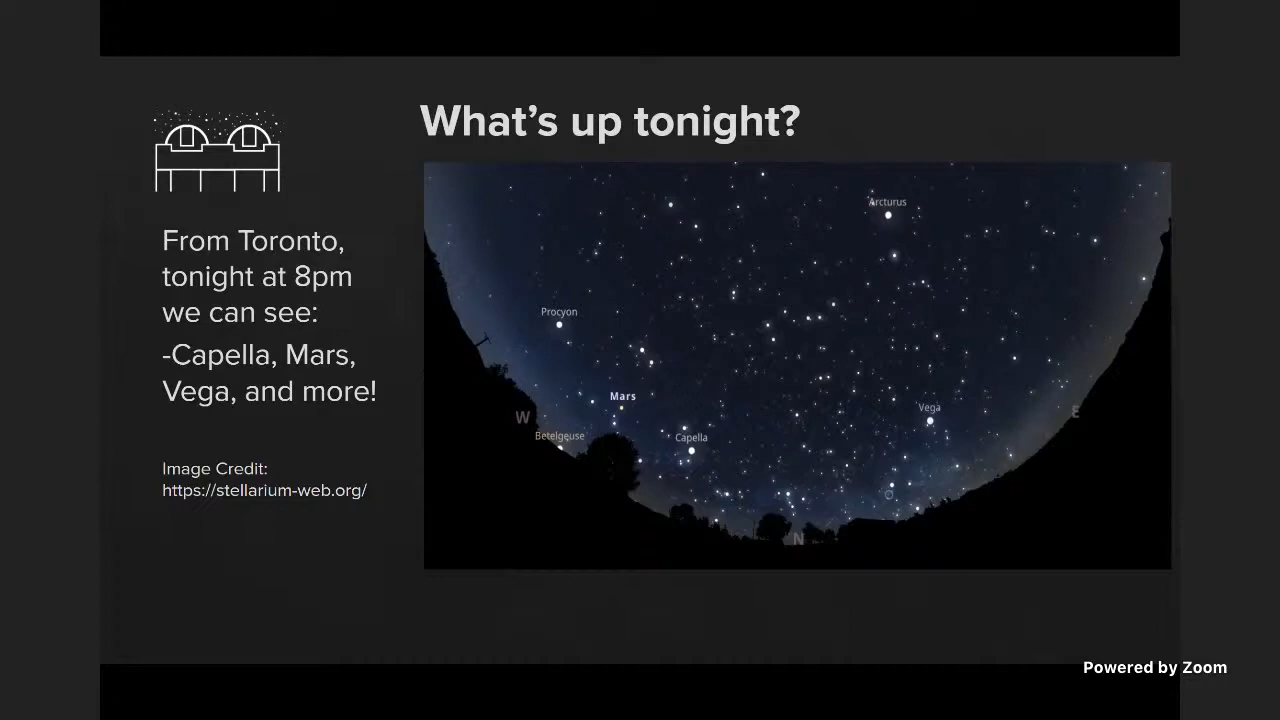 What's up tonight?
From Toronto,
tonight at 8pm
we can see:
-Capella, Mars,
Vega, and more!
Image Credit:
https://stellarium-web.org/
Arcturus
Procyon
Mars
Vega
W
E
Betelgeuse
Capella
N
Powered by Zoom